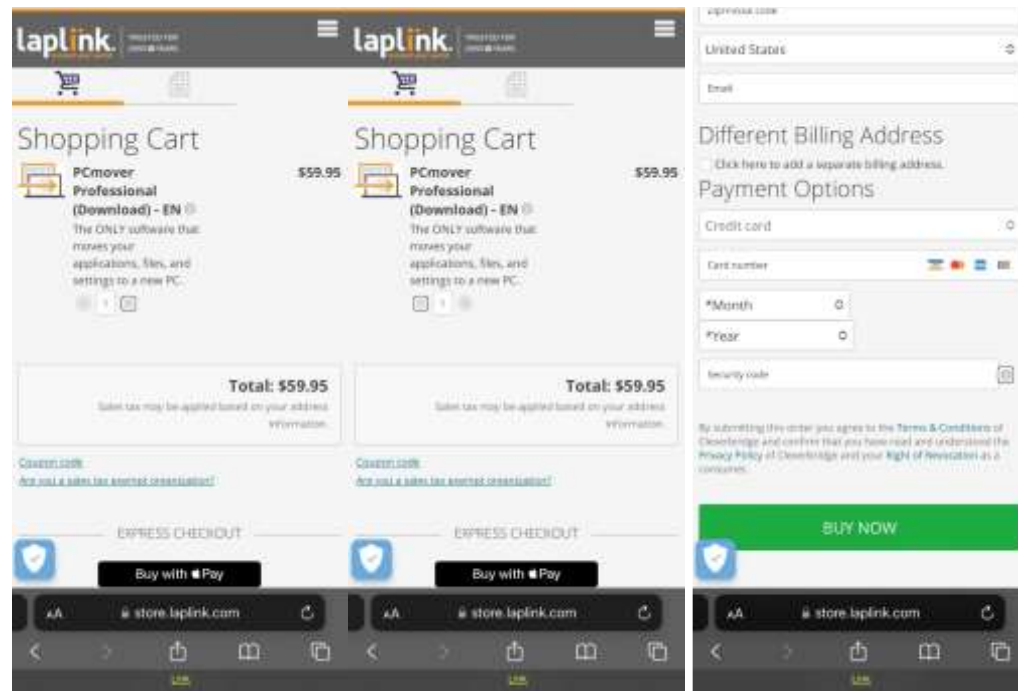 laplink.
Shopping Cart
PCmover
Professional
(Download) - EN
$59.95
The ONLY software that
moves your
applications, files, and
settings to a new PC.
1
Total: $59.95
Sales tax may be applied based on your address
information.
Coupon code
Are you a sales tax exempt organization?
EXPRESS CHECKOUT
Buy with Pay
AA
store.laplink.com
Link
laplink.
Shopping Cart
PCmover
Professional
(Download) - EN
$59.95
The ONLY software that
moves your
applications, files, and
settings to a new PC.
1
Total: $59.95
Sales tax may be applied based on your address
information.
Coupon code
Are you a sales tax exempt organization?
EXPRESS CHECKOUT
Buy with Pay
AA
store.laplink.com
Link
United States
Email
Different Billing Address
Click here to add a separate billing address.
Payment Options
Credit card
Card number
*Month
*Year
Security code
By submitting this order you agree to the Terms & Conditions of
Cleverbridge and confirm that you have read and understood the
Privacy Policy of Cleverbridge and your Right of Revocation as a
consumer.
BUY NOW
AA
store.laplink.com
Link